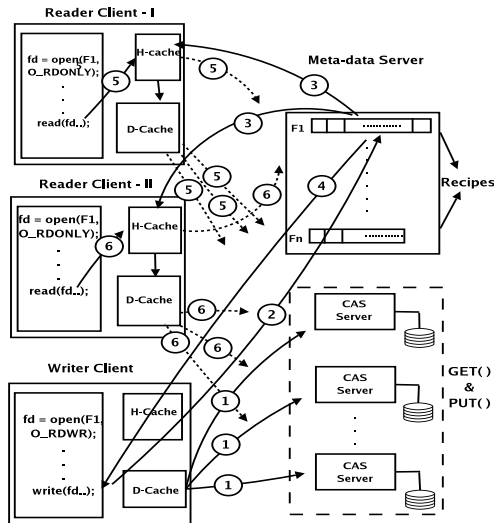 Reader Client - I
fd = open(F1,
O_RDONLY);
.
.
.
read(fd..);
H-cache
D-Cache
5
5
3
3
5
5
5
Meta-data Server
F1
............
Fn
............
Recipes
4
6
2
Reader Client - II
fd = open(F1,
O_RDONLY);
.
.
.
read(fd..);
H-Cache
D-Cache
6
6
6
6
Writer Client
fd = open(F1,
O_RDWR);
.
.
write(fd..);
H-Cache
D-Cache
1
1
1
CAS
Server
CAS
Server
CAS
Server
GET()
&
PUT()